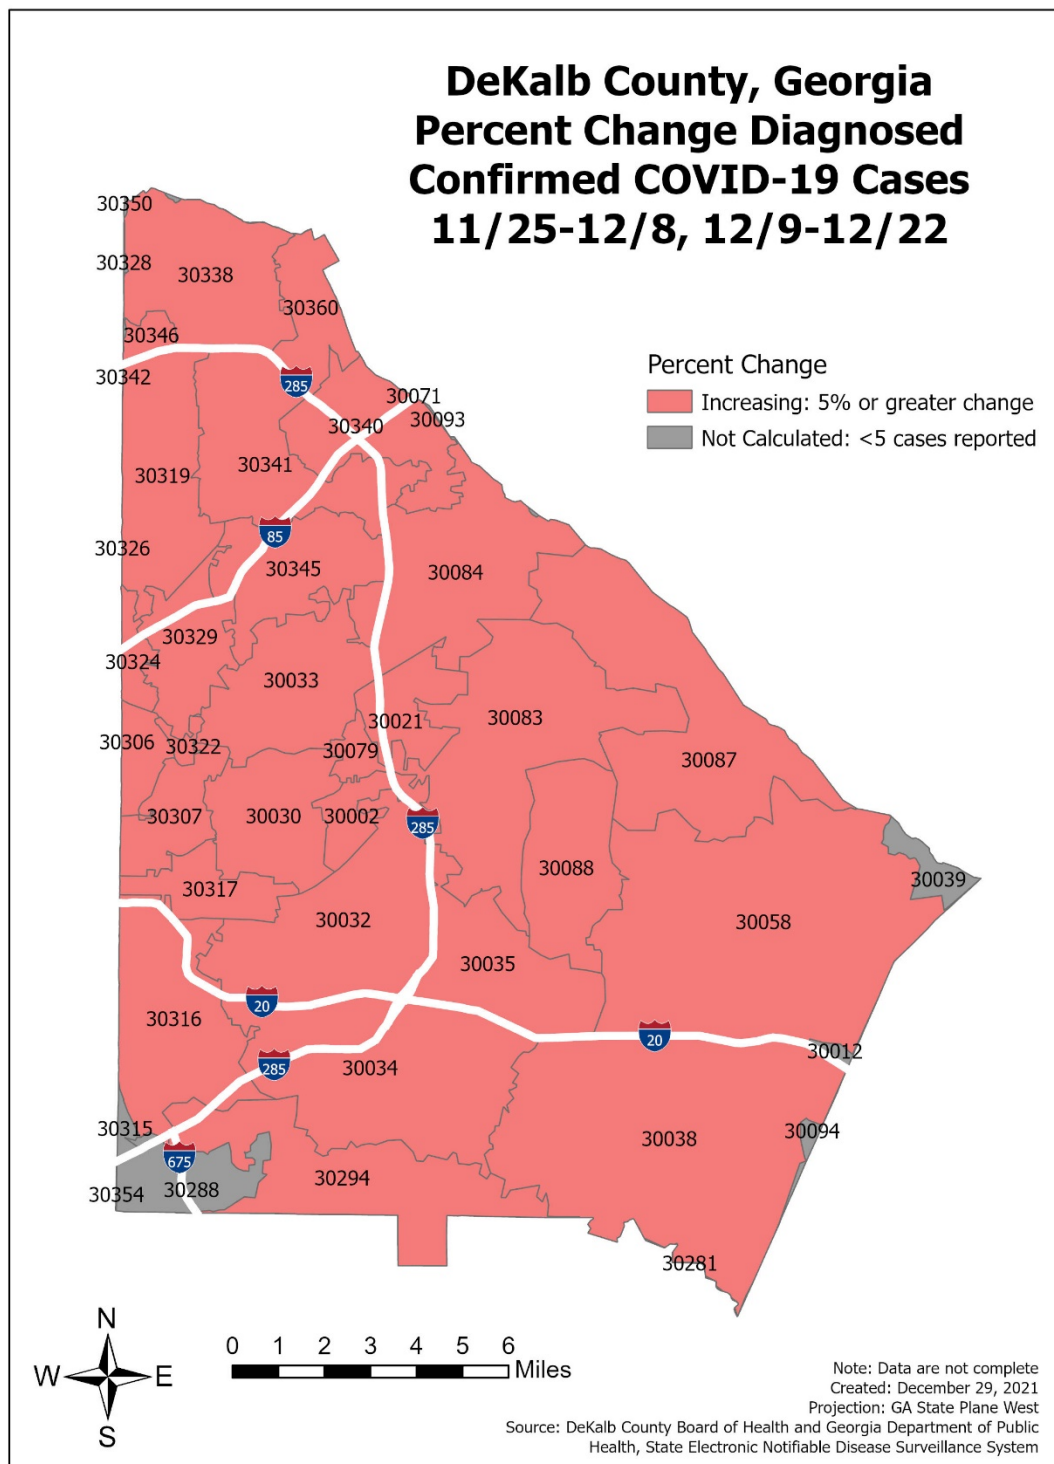 DeKalb County, Georgia
Percent Change Diagnosed
Confirmed COVID-19 Cases
11/25-12/8, 12/9-12/22
30350
30328
30338
30360
30346
30342
285
30071
30093
30340
Percent Change
Increasing: 5% or greater change
Not Calculated: <5 cases reported
30319
30341
85
30326
30345
30084
30329
30324
30033
30083
30021
30306
30322
30079
30087
30307
30030
30002
285
30088
30317
30039
30032
30058
30035
20
30316
20
30012
285
30034
30315
30038
30094
675
30354
30288
30294
30281
N
W
E
S
0 1 2 3 4 5 6
Miles
Note: Data are not complete
Created: December 29, 2021
Projection: GA State Plane West
Source: DeKalb County Board of Health and Georgia Department of Public
Health, State Electronic Notifiable Disease Surveillance System